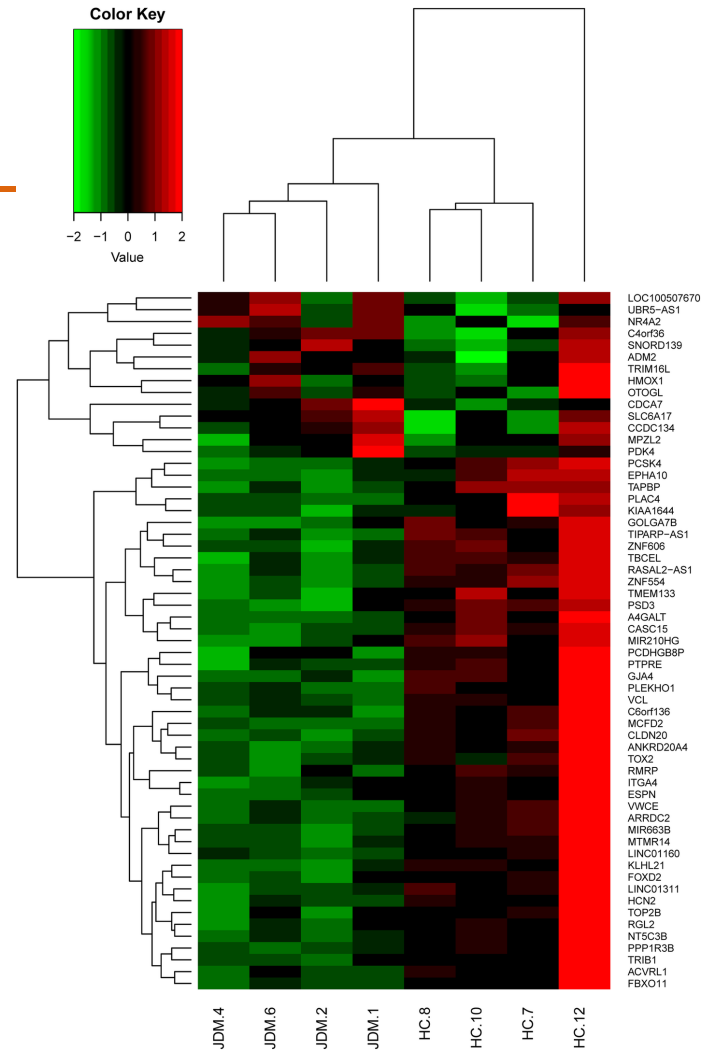 Color Key
−2 −1 0 1 2
Value
LOC100507670
UBR5−AS1
NR4A2
C4orf36
SNORD139
ADM2
TRIM16L
HMOX1
OTOGL
CDCA7
SLC6A17
CCDC134
MPZL2
PDK4
PCSK4
EPHA10
TAPBP
PLAC4
KIAA1644
GOLGA7B
TIPARP−AS1
ZNF606
TBCEL
RASAL2−AS1
ZNF554
TMEM133
PSD3
A4GALT
CASC15
MIR210HG
PCDHGB8P
PTPRE
GJA4
PLEKHO1
VCL
C6orf136
MCFD2
CLDN20
ANKRD20A4
TOX2
RMRP
ITGA4
ESPN
VWCE
ARRDC2
MIR663B
MTMR14
LINC01160
KLHL21
FOXD2
LINC01311
HCN2
TOP2B
RGL2
NT5C3B
PPP1R3B
TRIB1
ACVRL1
FBXO11
JDM.4
JDM.6
JDM.2
JDM.1
HC.8
HC.10
HC.7
HC.12